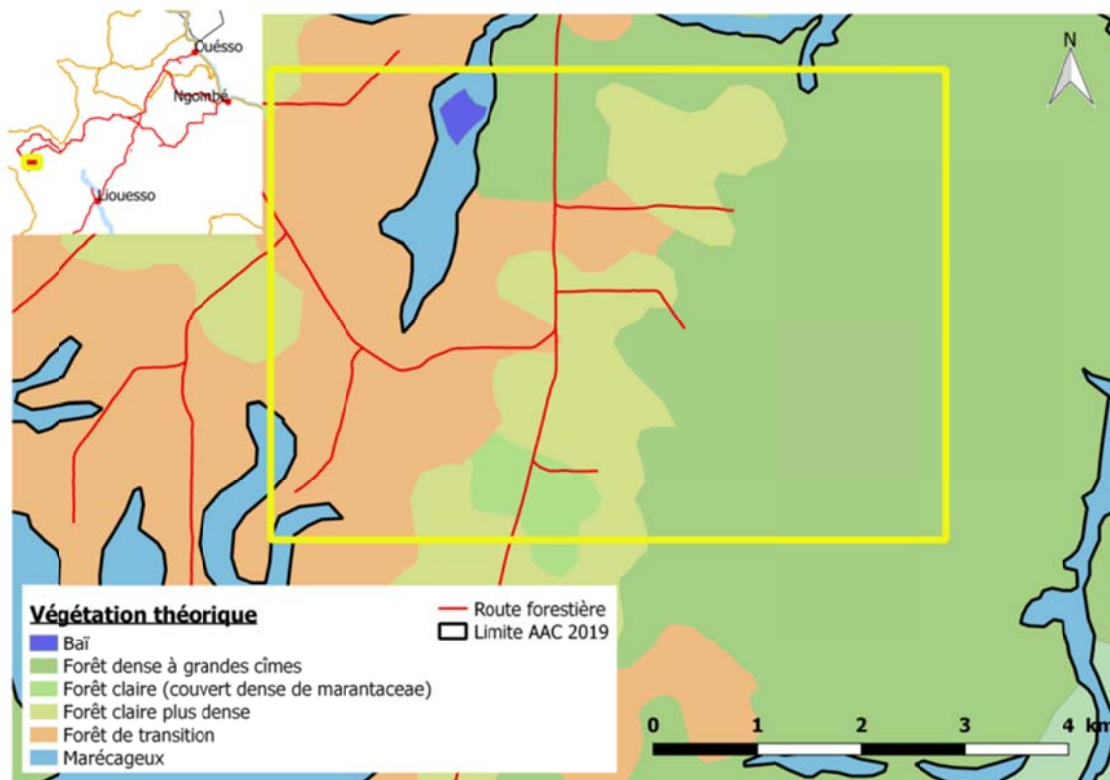 Ouésso
Ngombé
Liouesso
N
Végétation théorique
Baï
Forêt dense à grandes cîmes
Forêt claire (couvert dense de marantaceae)
Forêt claire plus dense
Forêt de transition
Marécageux
Route forestière
Limite AAC 2019
0 1 2 3 4 km